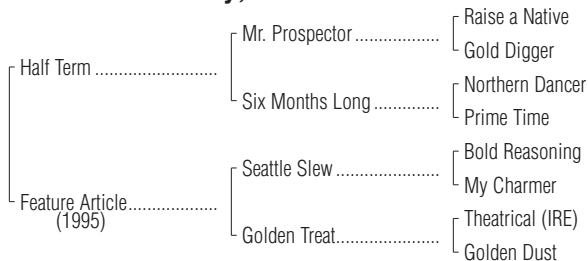 Raise a Native
Mr. Prospector ..................
Gold Digger
Half Term ..........................
Northern Dancer
Six Months Long ..............
Prime Time
Bold Reasoning
Seattle Slew ......................
My Charmer
Feature Article ...................
(1995)
Theatrical (IRE)
Golden Treat......................
Golden Dust